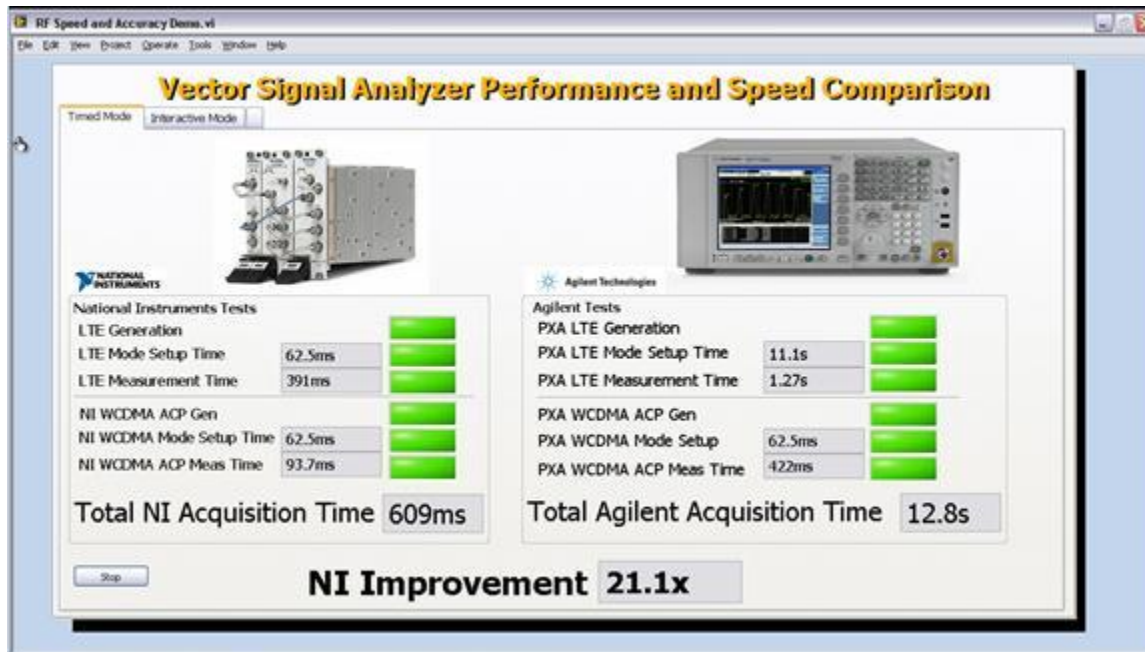 RF Speed and Accuracy Demo.vi
File Edit View Project Operate Tools Window Help
Vector Signal Analyzer Performance and Speed Comparison
Timed Mode Interactive Mode
NATIONAL INSTRUMENTS
Agilent Technologies
National Instruments Tests
LTE Generation
LTE Mode Setup Time 62.5ms
LTE Measurement Time 391ms
NI WCDMA ACP Gen
NI WCDMA Mode Setup Time 62.5ms
NI WCDMA ACP Meas Time 93.7ms
Total NI Acquisition Time 609ms
Agilent Tests
PXA LTE Generation
PXA LTE Mode Setup Time 11.1s
PXA LTE Measurement Time 1.27s
PXA WCDMA ACP Gen
PXA WCDMA Mode Setup 62.5ms
PXA WCDMA ACP Meas Time 422ms
Total Agilent Acquisition Time 12.8s
Stop
NI Improvement 21.1x